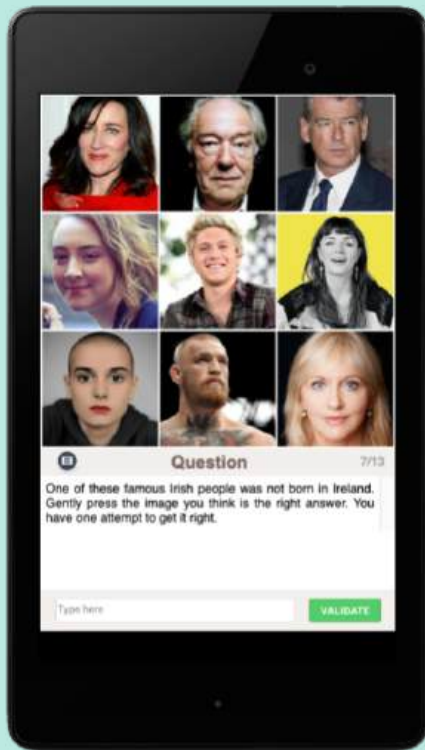 Question
7/13
One of these famous Irish people was not born in Ireland.
Gently press the image you think is the right answer. You
have one attempt to get it right.
Type here
VALIDATE